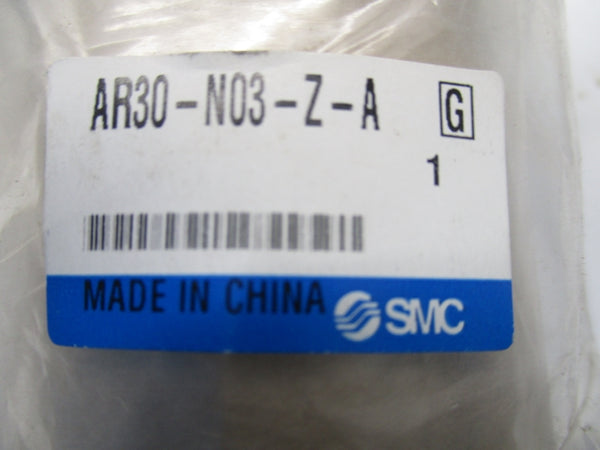 AR30-N03-Z-A G
1
MADE IN CHINA SMC